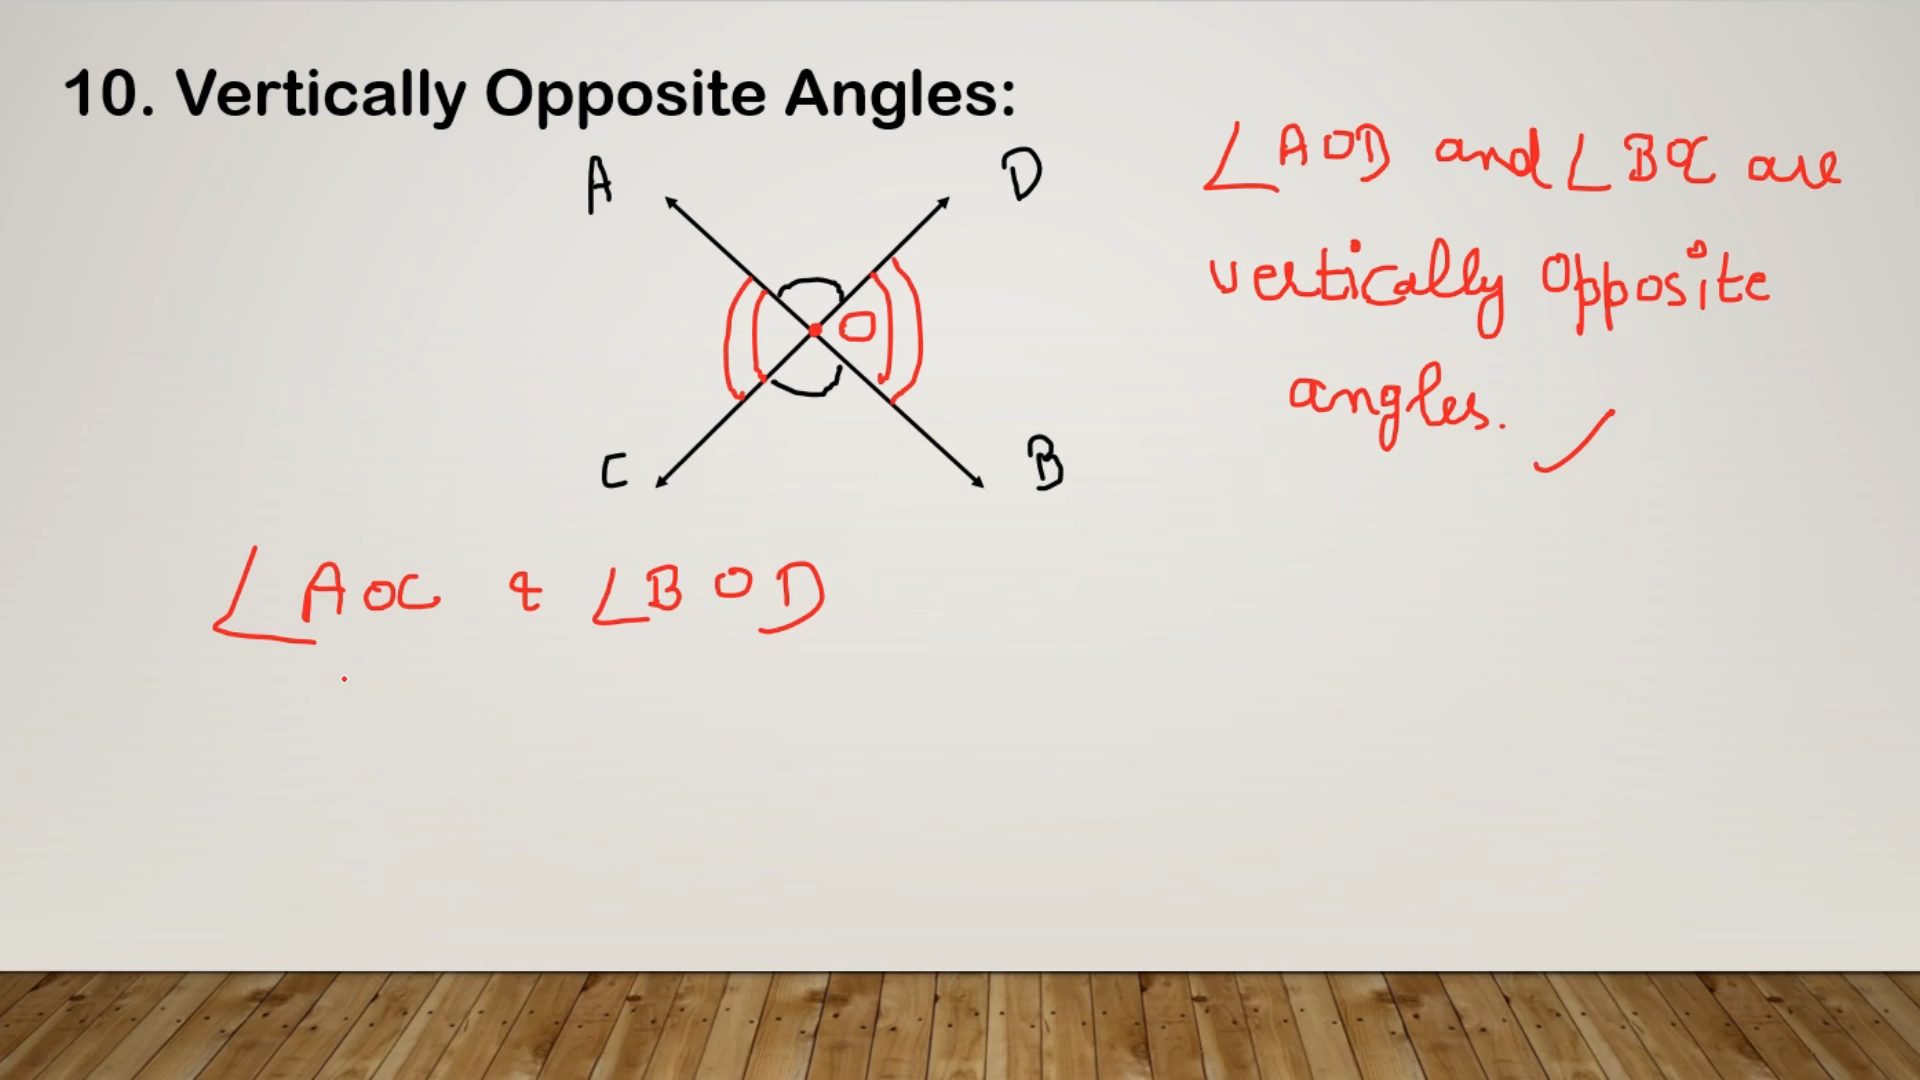 10. Vertically Opposite Angles:
A D
∠AOD and ∠BOC are
vertically opposite
angles.
O
C B
∠AOC & ∠BOD